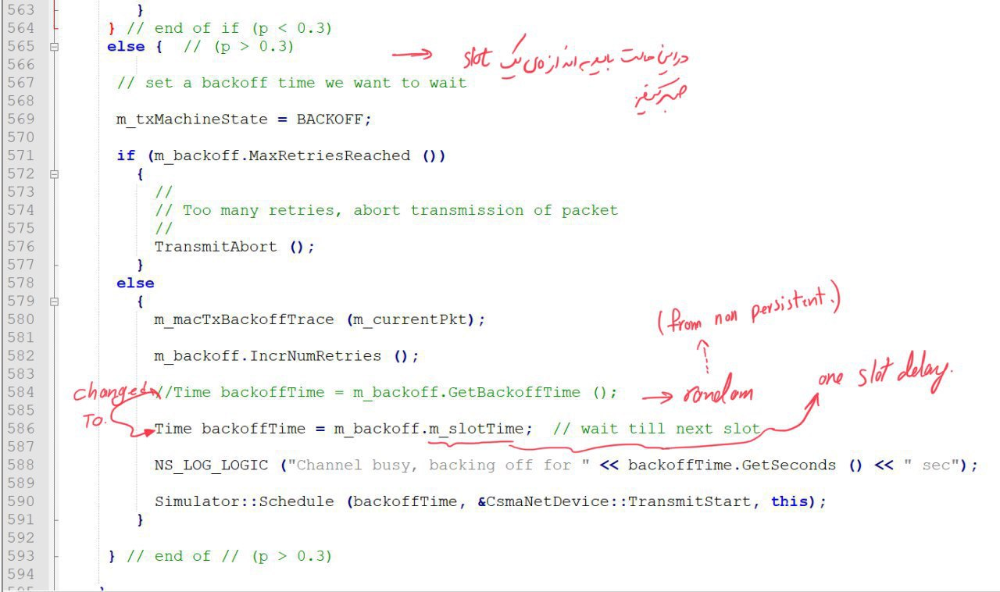 563 }
564 } // end of if (p < 0.3)
565 else { // (p > 0.3)
566 → در این حالت باید به اندازه‌ی یک slot
567 // set a backoff time we want to wait
568 صبر کنیم
569 m_txMachineState = BACKOFF;
570
571 if (m_backoff.MaxRetriesReached ())
572 {
573 //
574 // Too many retries, abort transmission of packet
575 //
576 TransmitAbort ();
577 }
578 else
579 {
580 m_macTxBackoffTrace (m_currentPkt);
(from non persistent.)
581
582 m_backoff.IncrNumRetries ();
583
584 //Time backoffTime = m_backoff.GetBackoffTime (); → random
changed To.
one slot delay.
585
586 Time backoffTime = m_backoff.m_slotTime; // wait till next slot
587
588 NS_LOG_LOGIC ("Channel busy, backing off for " << backoffTime.GetSeconds () << " sec");
589
590 Simulator::Schedule (backoffTime, &CsmaNetDevice::TransmitStart, this);
591 }
592
593 } // end of // (p > 0.3)
594